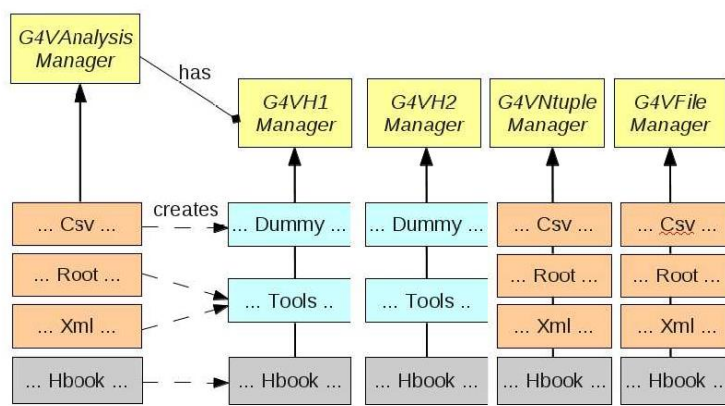 G4VAnalysis
Manager
has
G4VH1
Manager
G4VH2
Manager
G4VNtuple
Manager
G4VFile
Manager
... Csv ...
creates
... Dummy ...
... Dummy ...
... Csv ...
... Csv ...
... Root ...
... Root ...
... Root ...
... Tools ..
... Tools ..
... Xml ...
... Xml ...
... Xml ...
... Hbook ...
... Hbook ...
... Hbook ...
... Hbook ...
... Hbook ...